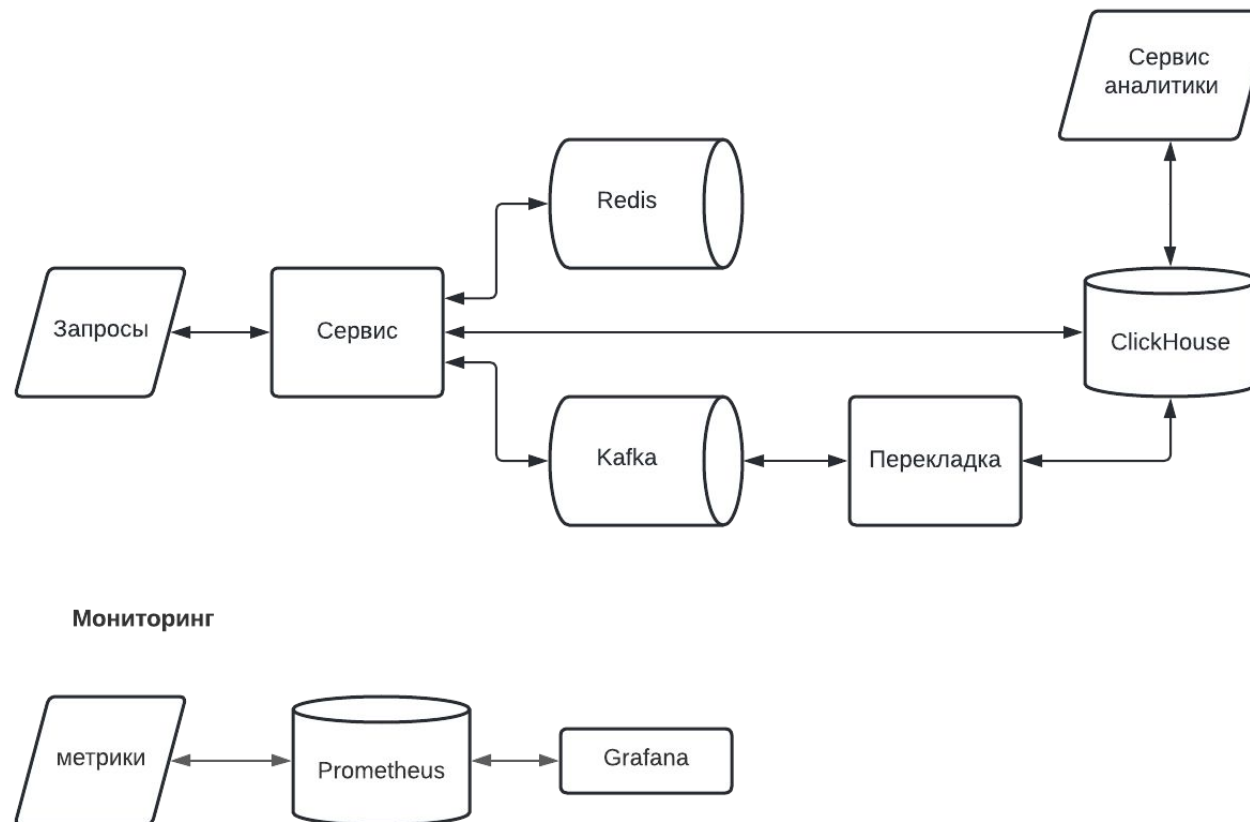 Сервис
аналитики
Redis
Запросы
Сервис
ClickHouse
Kafka
Перекладка
Мониторинг
метрики
Prometheus
Grafana